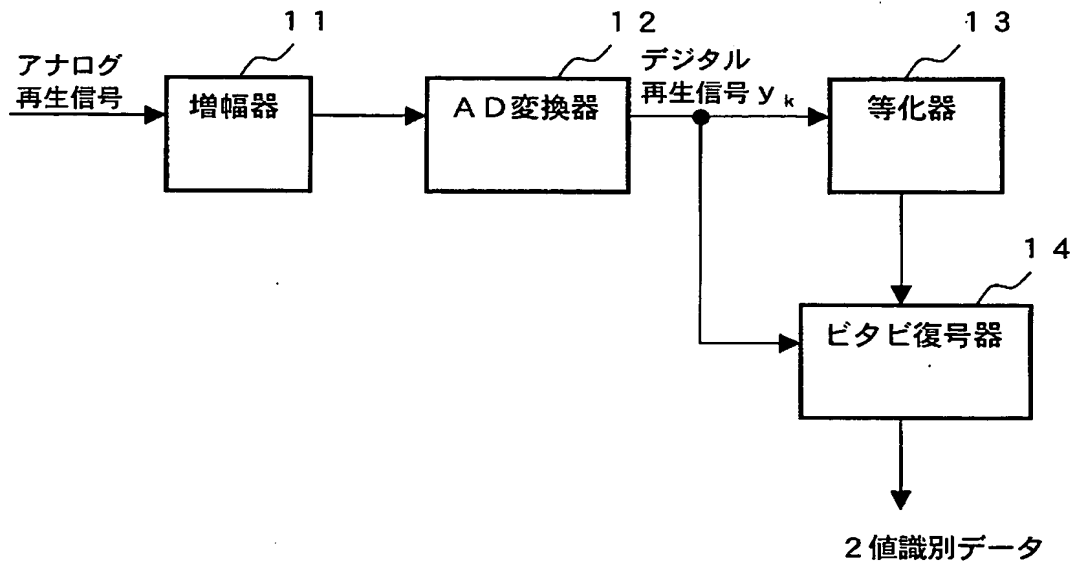 １１
１２
１３
アナログ
再生信号
増幅器
ＡＤ変換器
デジタル
再生信号ｙｋ
等化器
１４
ビタビ復号器
２値識別データ